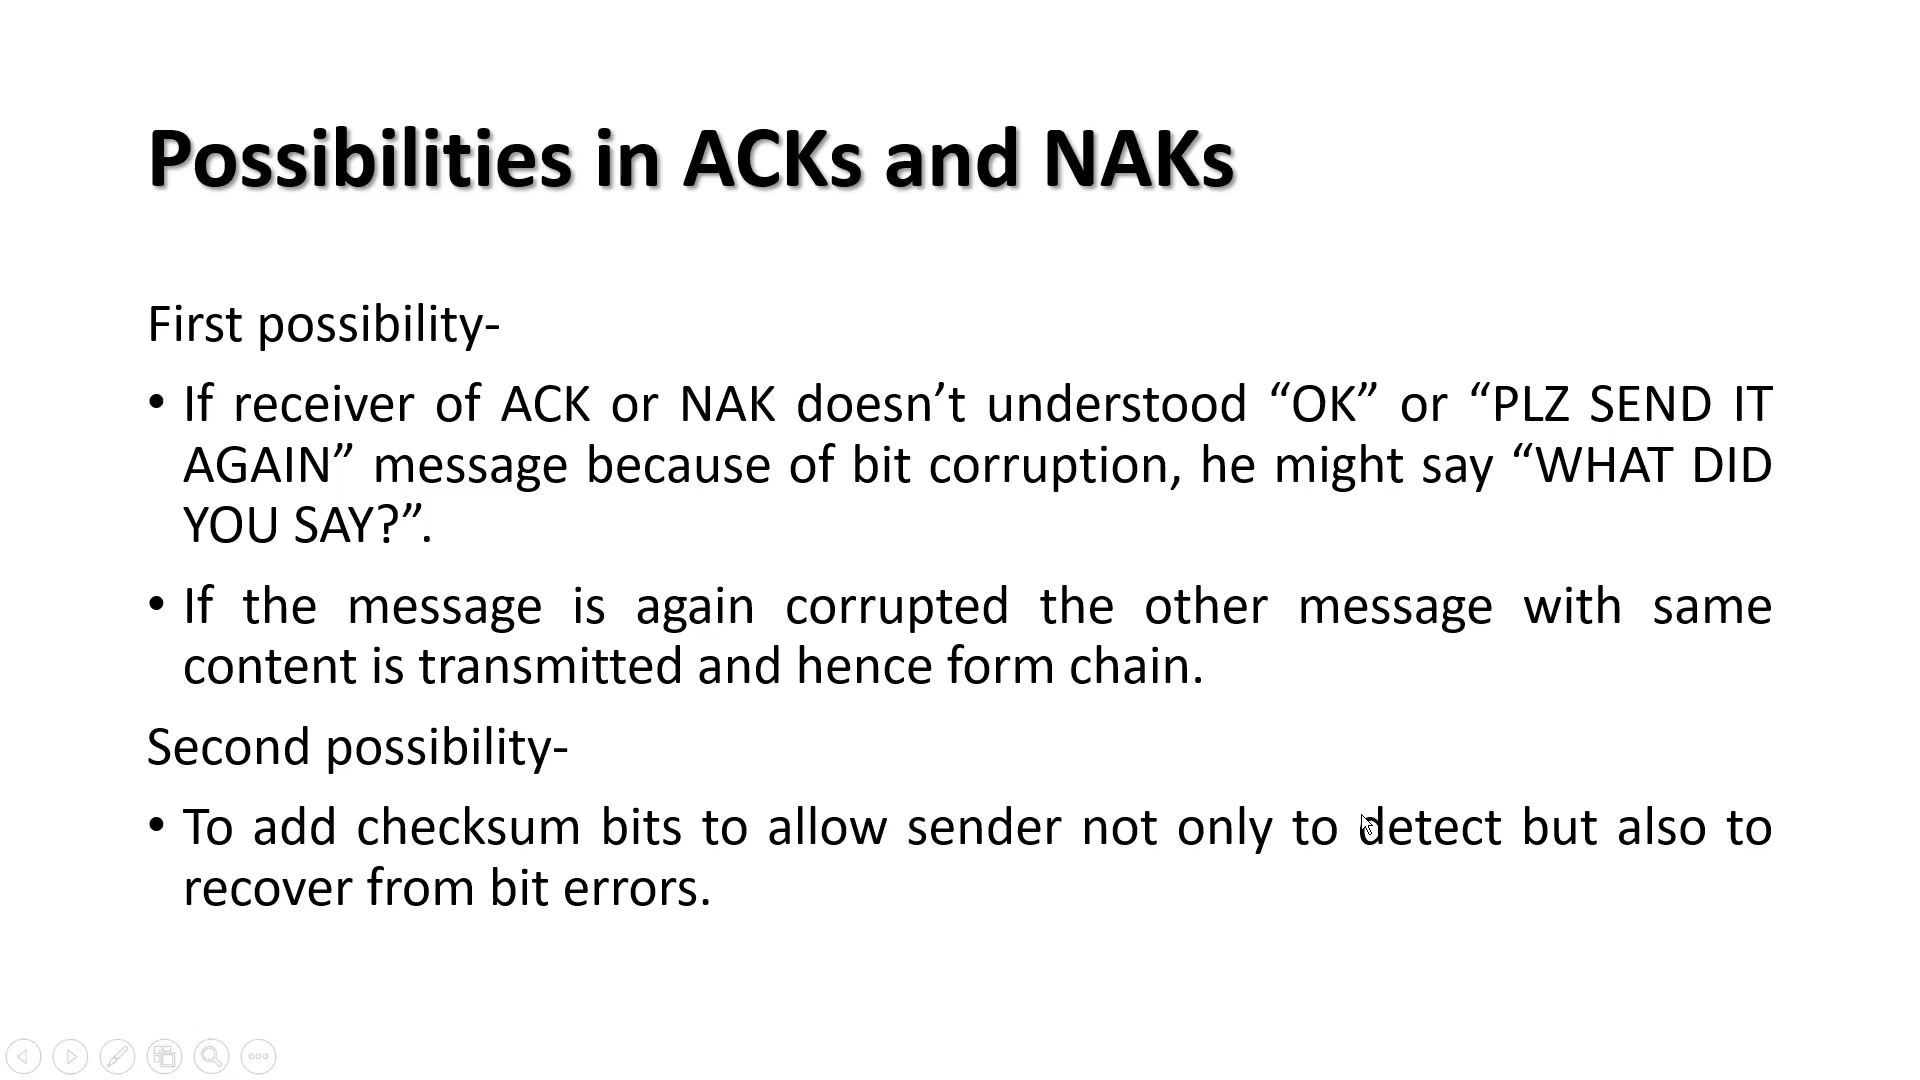 Possibilities in ACKs and NAKs
First possibility-
• If receiver of ACK or NAK doesn’t understood “OK” or “PLZ SEND IT
AGAIN” message because of bit corruption, he might say “WHAT DID
YOU SAY?”.
• If the message is again corrupted the other message with same
content is transmitted and hence form chain.
Second possibility-
• To add checksum bits to allow sender not only to detect but also to
recover from bit errors.